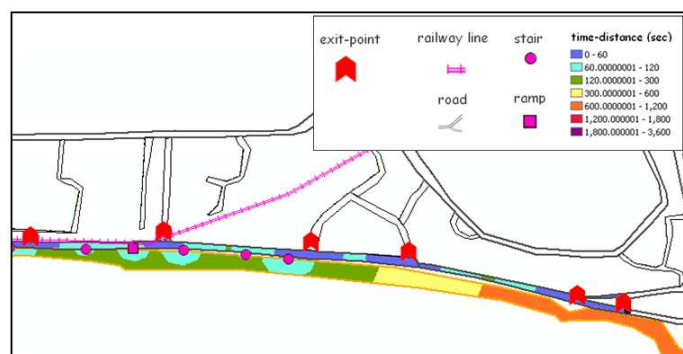 exit-point
railway line
stair
road
ramp
time-distance (sec)
0 - 60
60.0000001 - 120
120.0000001 - 300
300.0000001 - 600
600.0000001 - 1,200
1,200.000001 - 1,800
1,800.000001 - 3,600